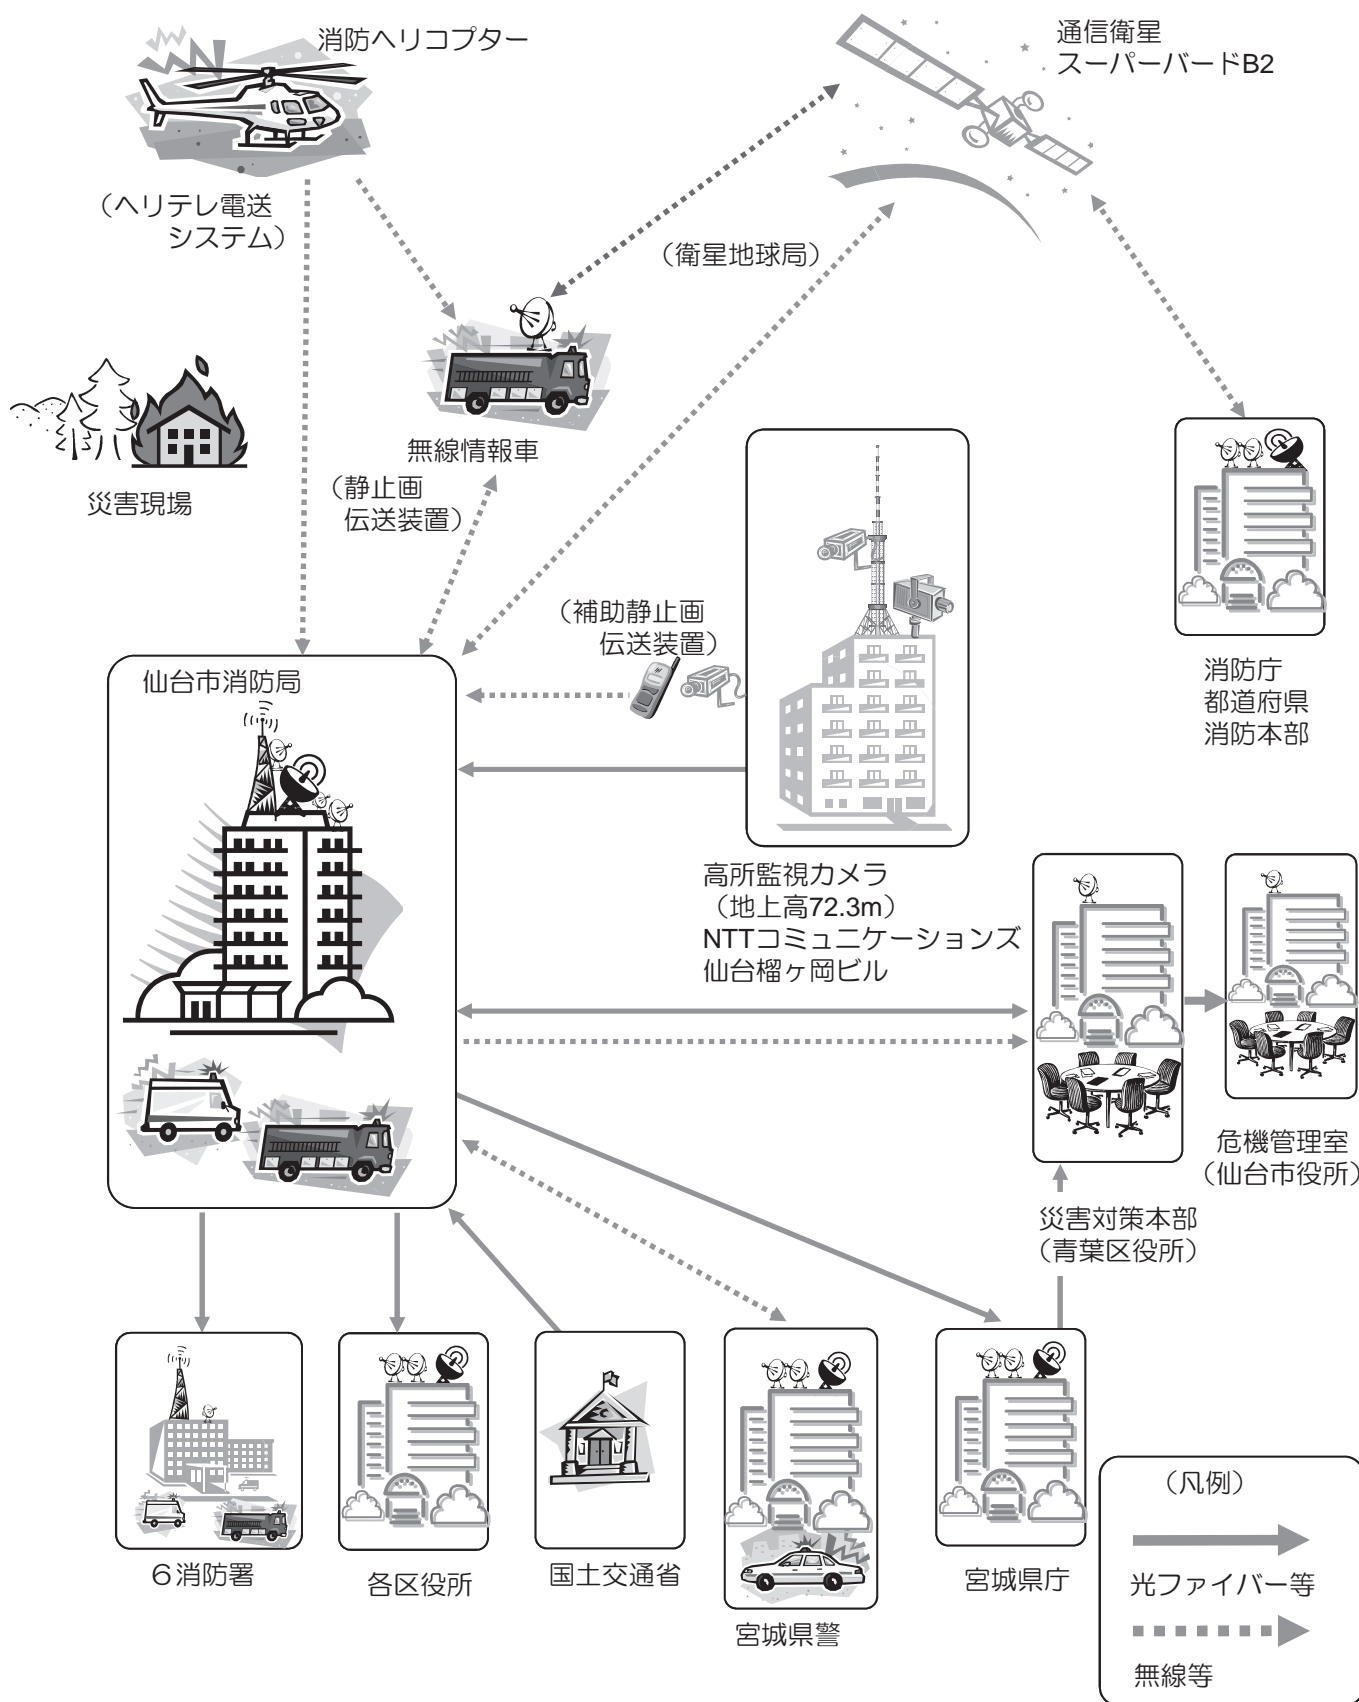 消防ヘリコプター
通信衛星
スーパーバードB2
（ヘリテレ電送
システム）
（衛星地球局）
無線情報車
災害現場
（静止画
伝送装置）
（補助静止画
伝送装置）
仙台市消防局
消防庁
都道府県
消防本部
高所監視カメラ
（地上高72.3m）
NTTコミュニケーションズ
仙台榴ヶ岡ビル
危機管理室
（仙台市役所）
災害対策本部
（青葉区役所）
６消防署
各区役所
国土交通省
宮城県警
宮城県庁
（凡例）
光ファイバー等
無線等